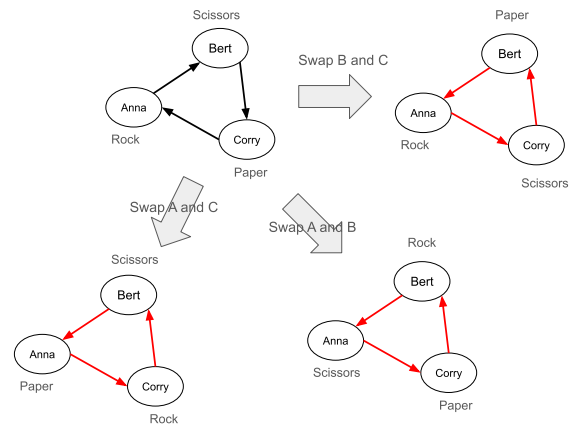 Scissors
Bert
Anna
Rock
Corry
Paper
Swap B and C
Paper
Bert
Anna
Rock
Corry
Scissors
Swap A and C
Swap A and B
Scissors
Bert
Anna
Paper
Corry
Rock
Rock
Bert
Anna
Scissors
Corry
Paper